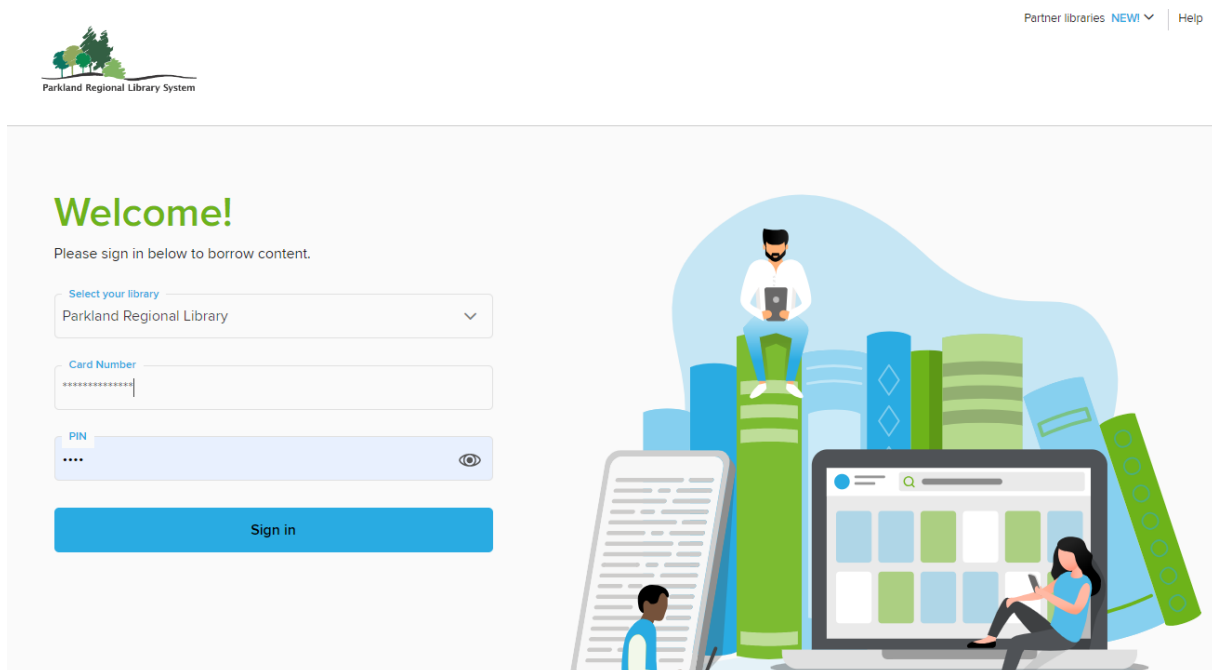 Partner libraries NEW! Help
Parkland Regional Library System
Welcome!
Please sign in below to borrow content.
Select your library
Parkland Regional Library
Card Number
**************
PIN
••••
Sign in